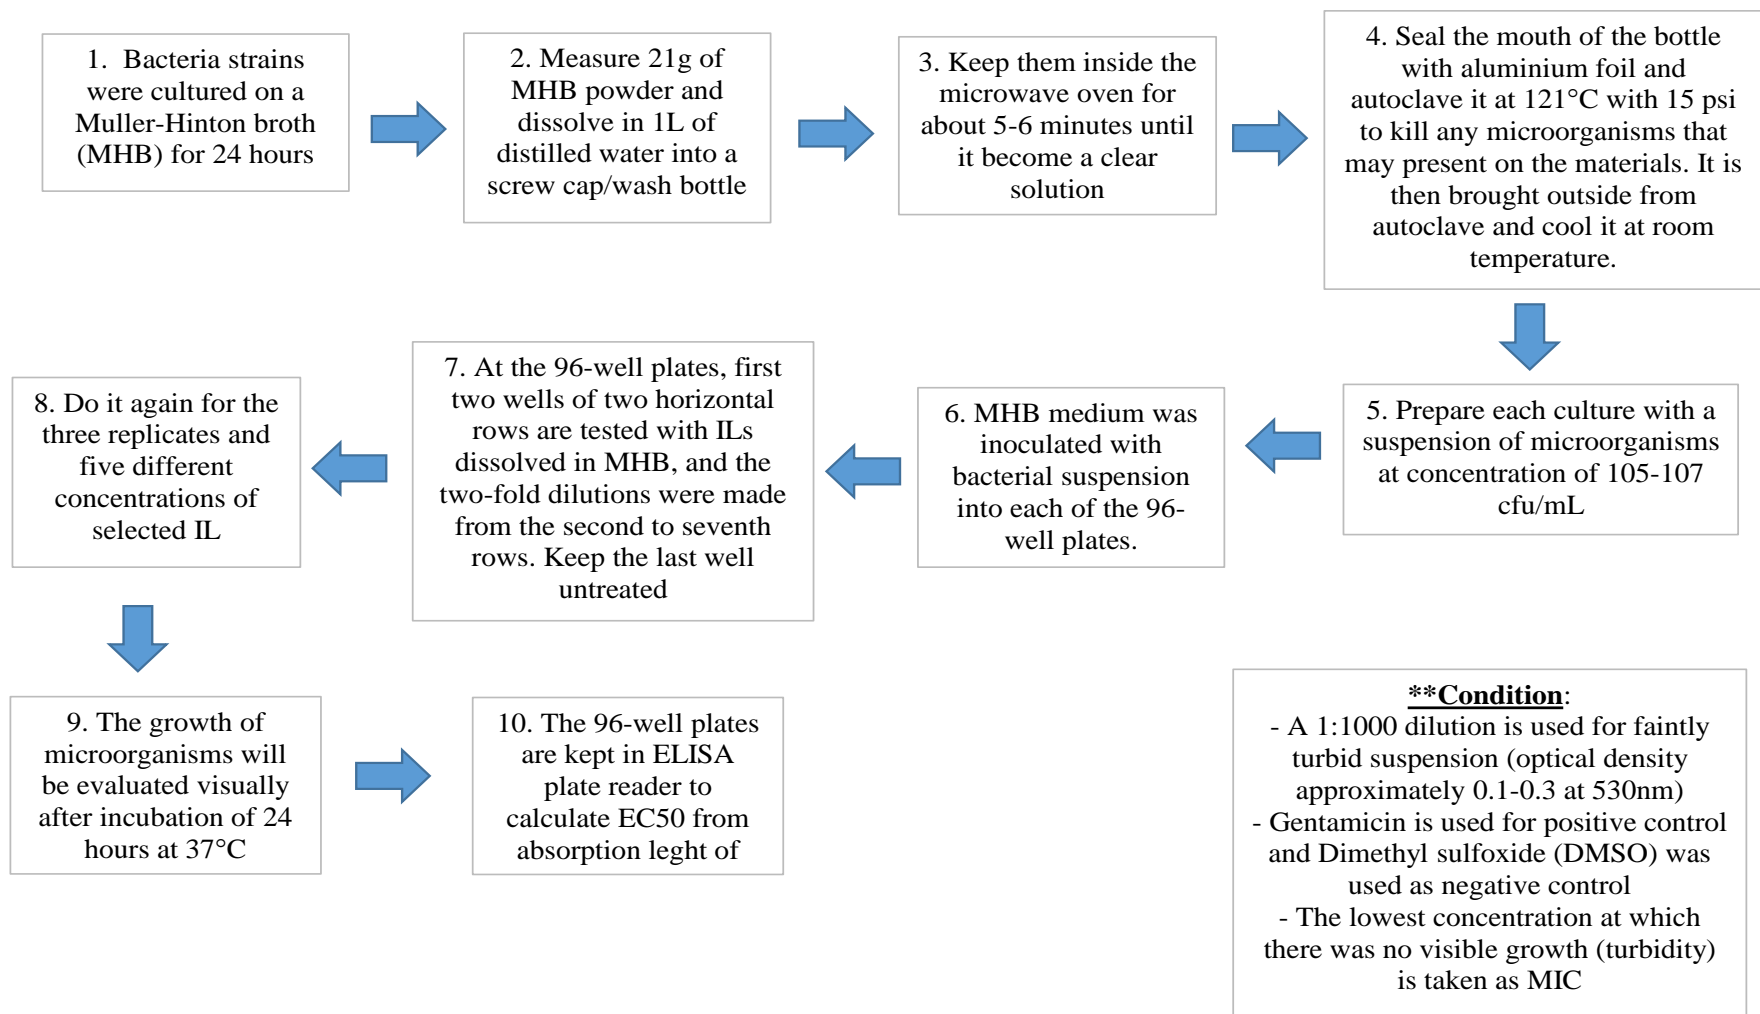 1. Bacteria strains
were cultured on a
Muller-Hinton broth
(MHB) for 24 hours
2. Measure 21g of
MHB powder and
dissolve in 1L of
distilled water into a
screw cap/wash bottle
3. Keep them inside the
microwave oven for
about 5-6 minutes until
it become a clear
solution
4. Seal the mouth of the bottle
with aluminium foil and
autoclave it at 121°C with 15 psi
to kill any microorganisms that
may present on the materials. It is
then brought outside from
autoclave and cool it at room
temperature.
5. Prepare each culture with a
suspension of microorganisms
at concentration of 105-107
cfu/mL
6. MHB medium was
inoculated with
bacterial suspension
into each of the 96-
well plates.
7. At the 96-well plates, first
two wells of two horizontal
rows are tested with ILs
dissolved in MHB, and the
two-fold dilutions were made
from the second to seventh
rows. Keep the last well
untreated
8. Do it again for the
three replicates and
five different
concentrations of
selected IL
9. The growth of
microorganisms will
be evaluated visually
after incubation of 24
hours at 37°C
10. The 96-well plates
are kept in ELISA
plate reader to
calculate EC50 from
absorption leght of
**Condition:
- A 1:1000 dilution is used for faintly
turbid suspension (optical density
approximately 0.1-0.3 at 530nm)
- Gentamicin is used for positive control
and Dimethyl sulfoxide (DMSO) was
used as negative control
- The lowest concentration at which
there was no visible growth (turbidity)
is taken as MIC